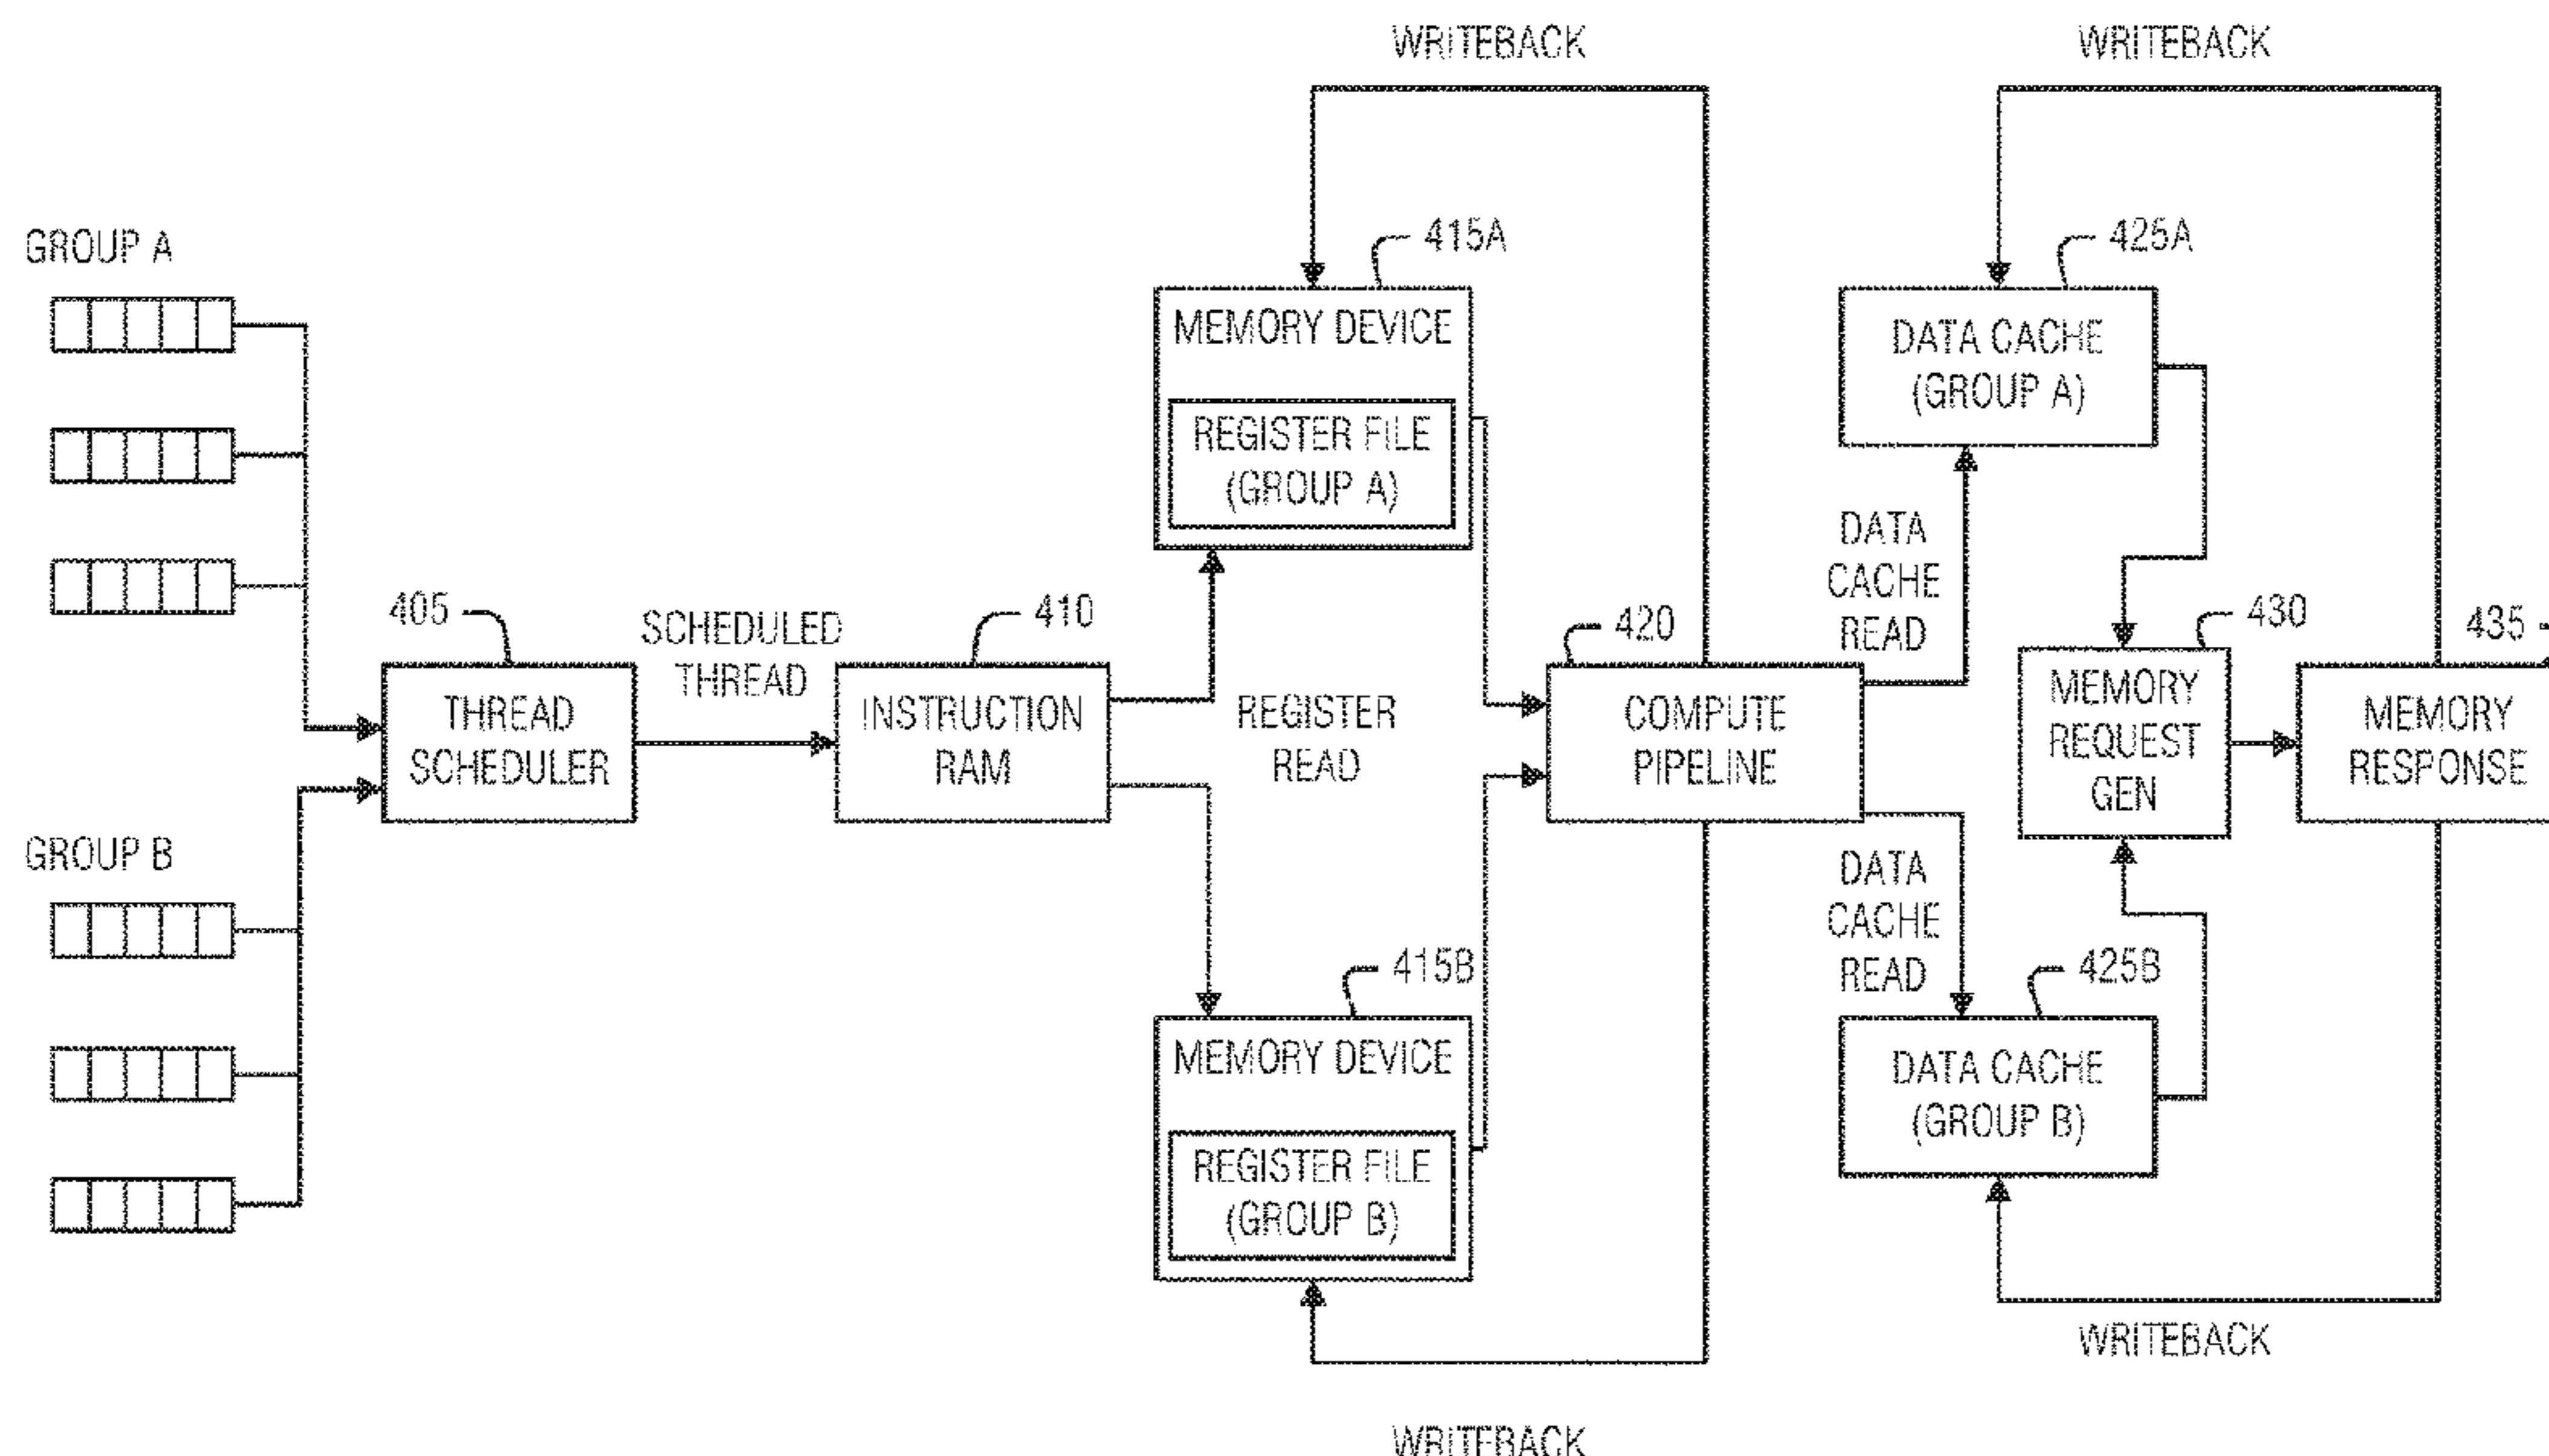 WRITEBACK
WRITEBACK
GROUP A
415A
425A
MEMORY DEVICE
REGISTER FILE
(GROUP A)
DATA CACHE
(GROUP A)
DATA
CACHE
READ
405
SCHEDULED
THREAD
410
420
430
435
THREAD
SCHEDULER
INSTRUCTION
RAM
REGISTER
READ
COMPUTE
PIPELINE
MEMORY
REQUEST
GEN
MEMORY
RESPONSE
GROUP B
DATA
CACHE
READ
415B
425B
MEMORY DEVICE
REGISTER FILE
(GROUP B)
DATA CACHE
(GROUP B)
WRITEBACK
WRITEBACK